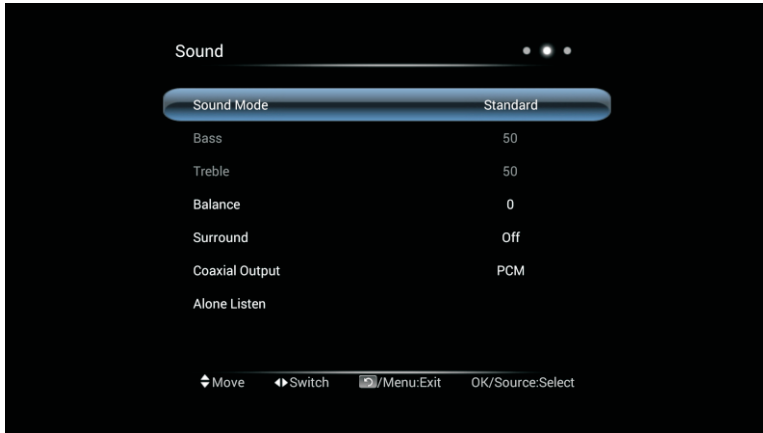 Sound
Sound Mode Standard
Bass 50
Treble 50
Balance 0
Surround Off
Coaxial Output PCM
Alone Listen
Move Switch /Menu:Exit OK/Source:Select